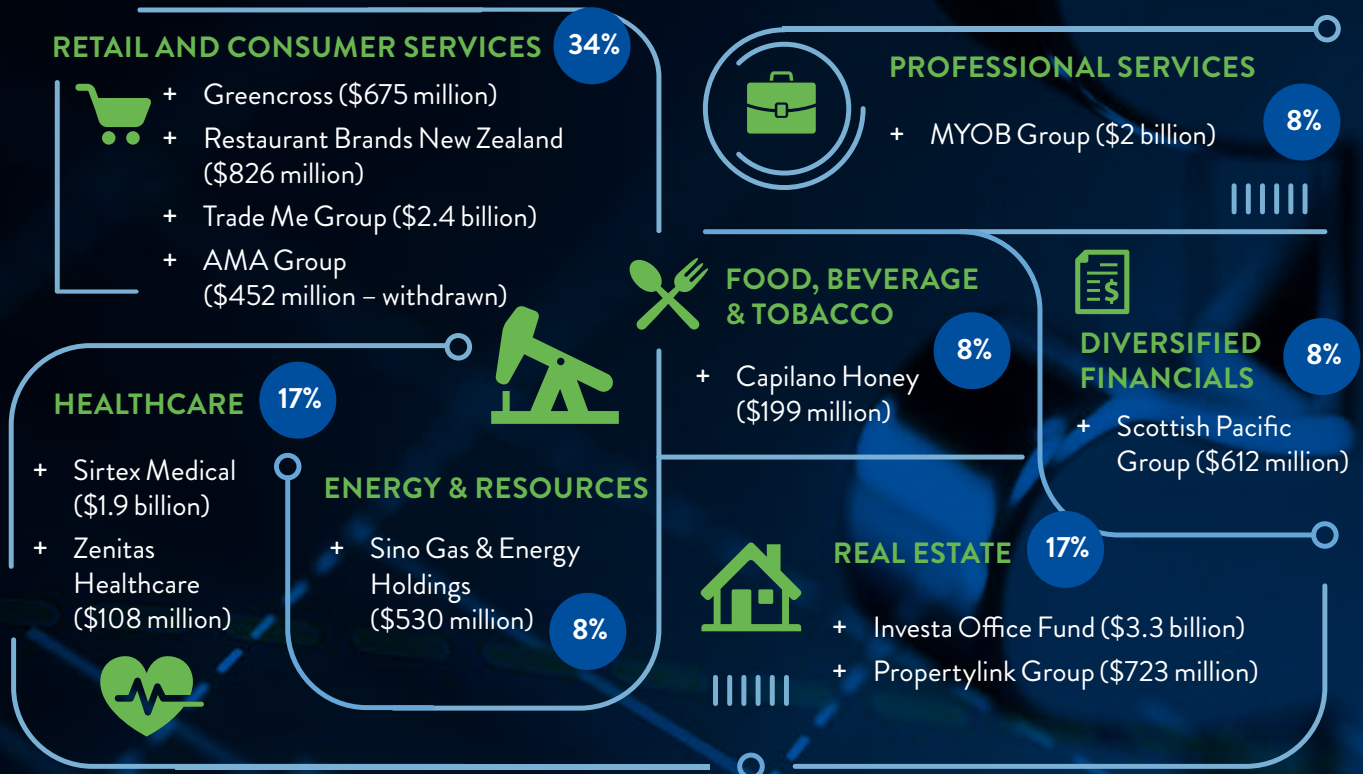 RETAIL AND CONSUMER SERVICES 34%
+ Greencross ($675 million)
+ Restaurant Brands New Zealand
($826 million)
+ Trade Me Group ($2.4 billion)
+ AMA Group
($452 million – withdrawn)
PROFESSIONAL SERVICES
+ MYOB Group ($2 billion)
8%
FOOD, BEVERAGE
& TOBACCO
8%
+ Capilano Honey
($199 million)
$
DIVERSIFIED
FINANCIALS
8%
+ Scottish Pacific
Group ($612 million)
HEALTHCARE 17%
+ Sirtex Medical
($1.9 billion)
+ Zenitas
Healthcare
($108 million)
ENERGY & RESOURCES
+ Sino Gas & Energy
Holdings
($530 million)
8%
REAL ESTATE 17%
+ Investa Office Fund ($3.3 billion)
+ Propertylink Group ($723 million)